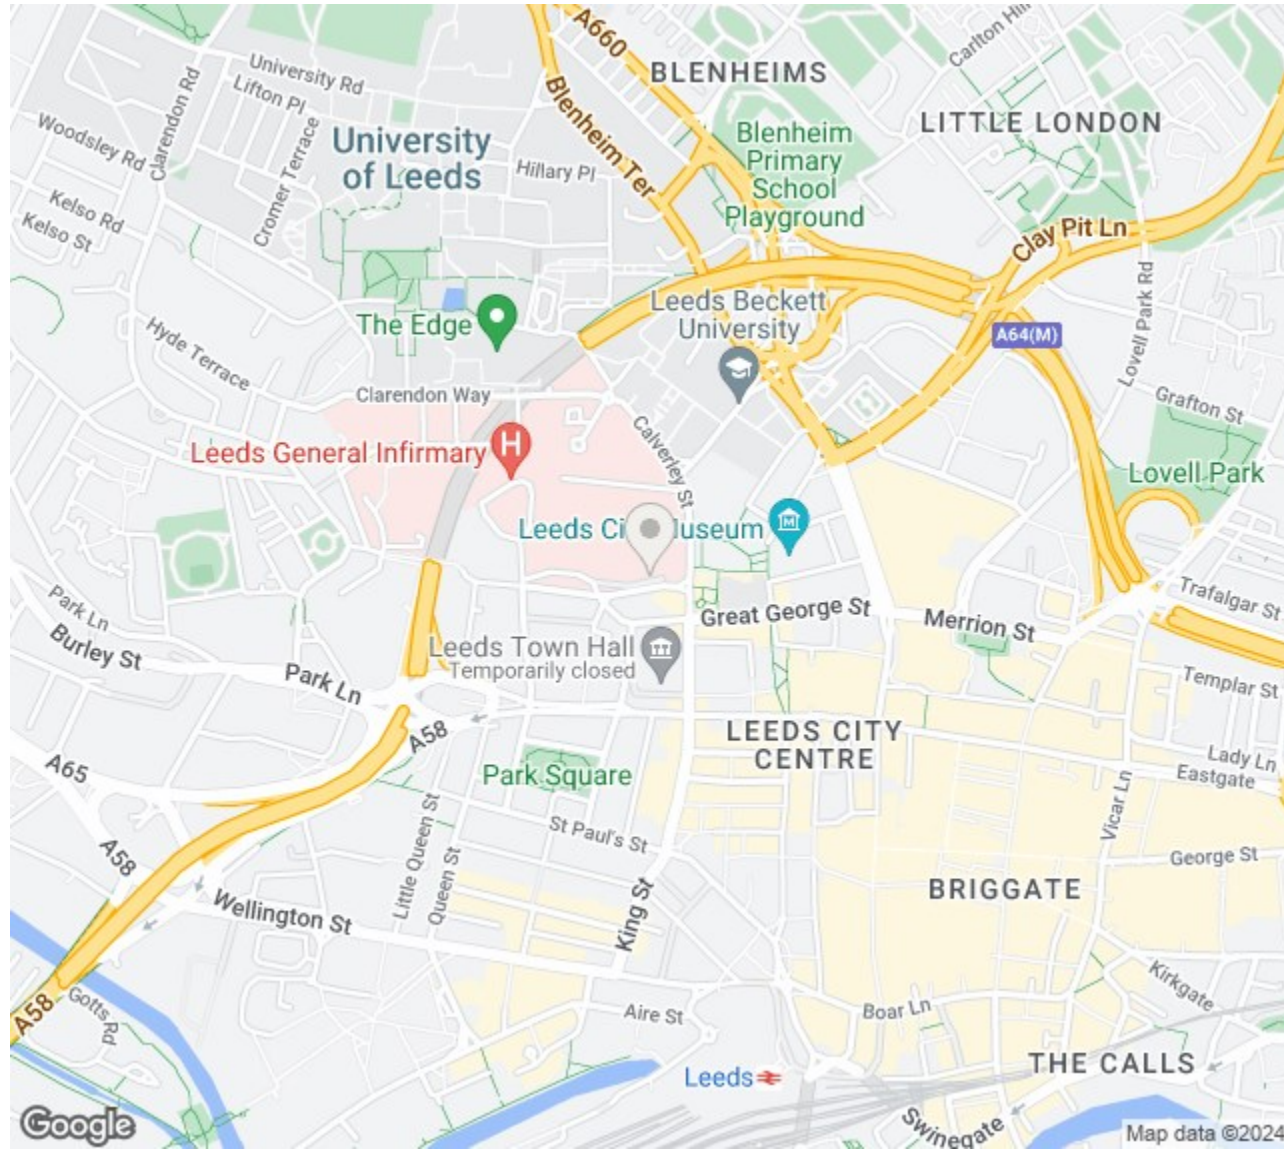 A660
BLENHEIMS
Carlton Hill
University Rd
Lifton Pl
Clarendon Rd
Woodsley Rd
Cromer Terrace
University
of Leeds
Hillary Pl
Blenheim Ter
Blenheim
Primary
School
Playground
LITTLE LONDON
Kelso Rd
Kelso St
Clay Pit Ln
Leeds Beckett
University
The Edge
A64(M)
Lovell Park Rd
Hyde Terrace
Clarendon Way
Grafton St
Calverley St
Leeds General Infirmary
H
Lovell Park
Leeds Ci
useum
M
Park Ln
Burley St
Great George St
Merrion St
Trafalgar St
Leeds Town Hall
Temporarily closed
Park Ln
Templar St
A58
LEEDS CITY
CENTRE
Lady Ln
Eastgate
A65
Park Square
Little Queen St
Queen St
St Paul's St
Vicar Ln
A58
George St
BRIGGATE
Wellington St
King St
Kirkgate
A58
Gotts Rd
Aire St
Boar Ln
THE CALLS
Leeds
Swinegate
Google
Map data ©2024